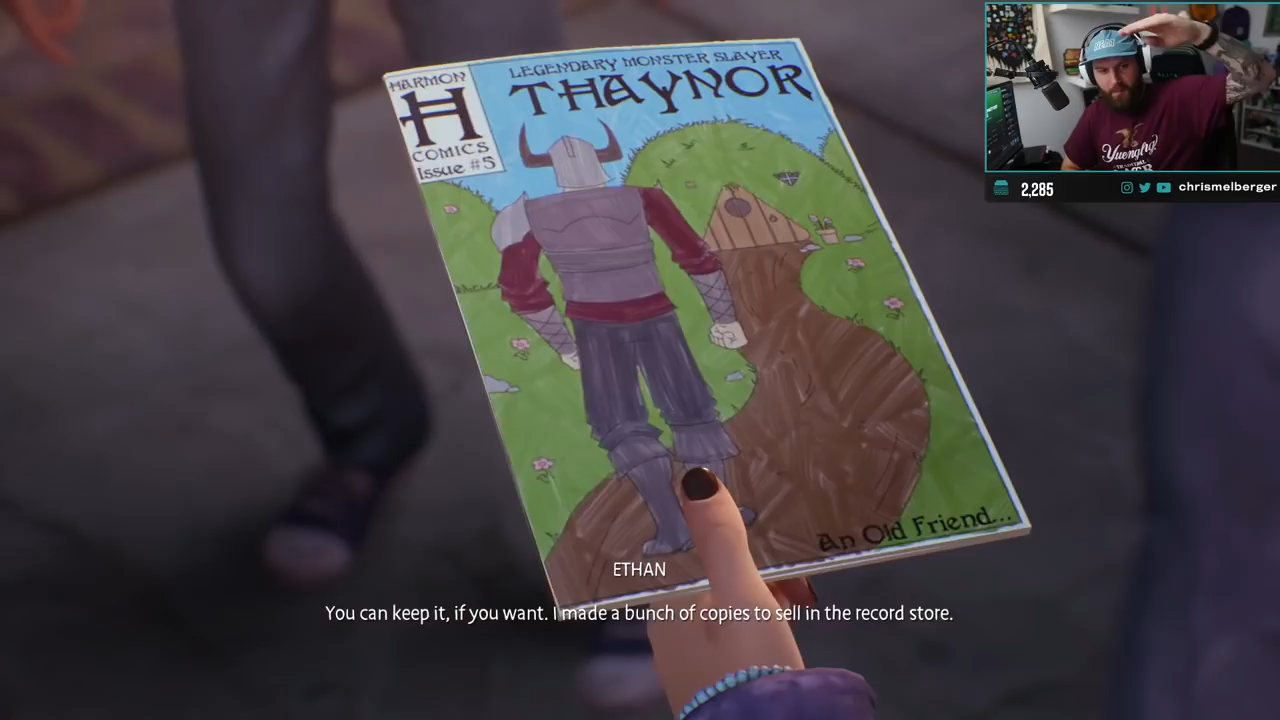 HARMON
H
COMICS
Issue #5
LEGENDARY MONSTER SLAYER
THAYNOR
An Old Friend...
ETHAN
You can keep it, if you want. I made a bunch of copies to sell in the record store.
Yuengling
2,285
chrismelberger